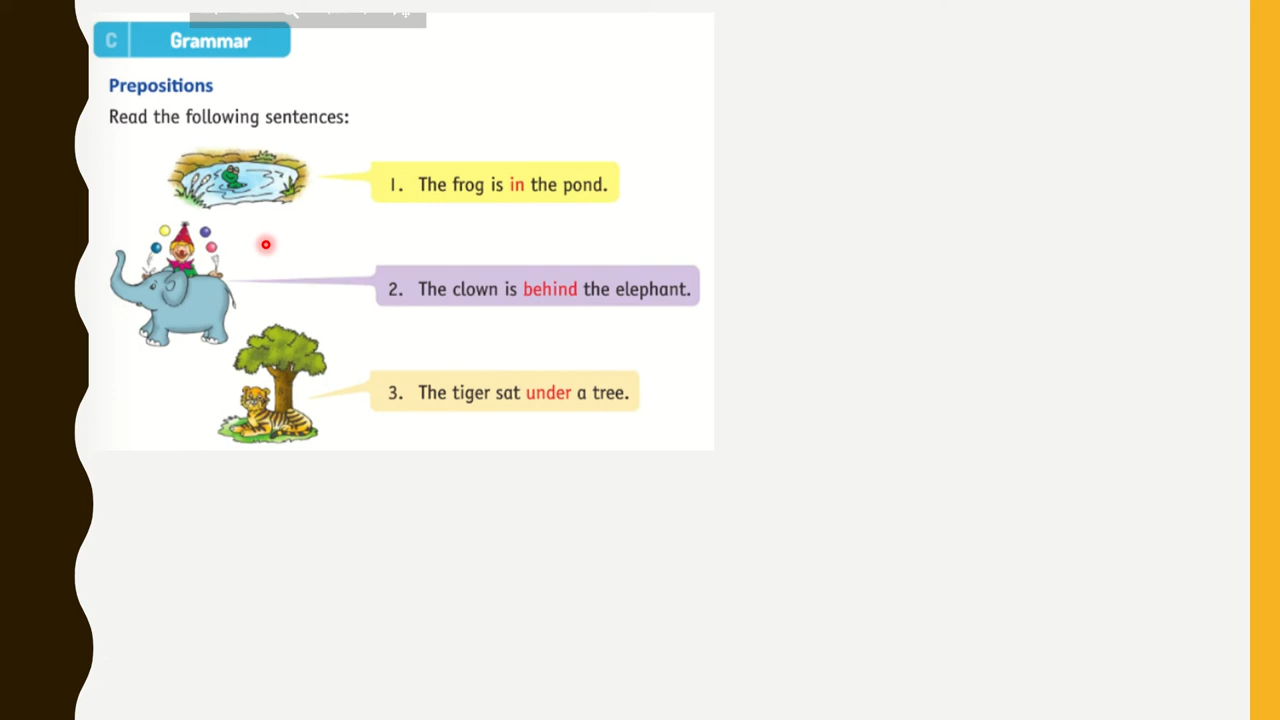 C Grammar
Prepositions
Read the following sentences:
1. The frog is in the pond.
2. The clown is behind the elephant.
3. The tiger sat under a tree.